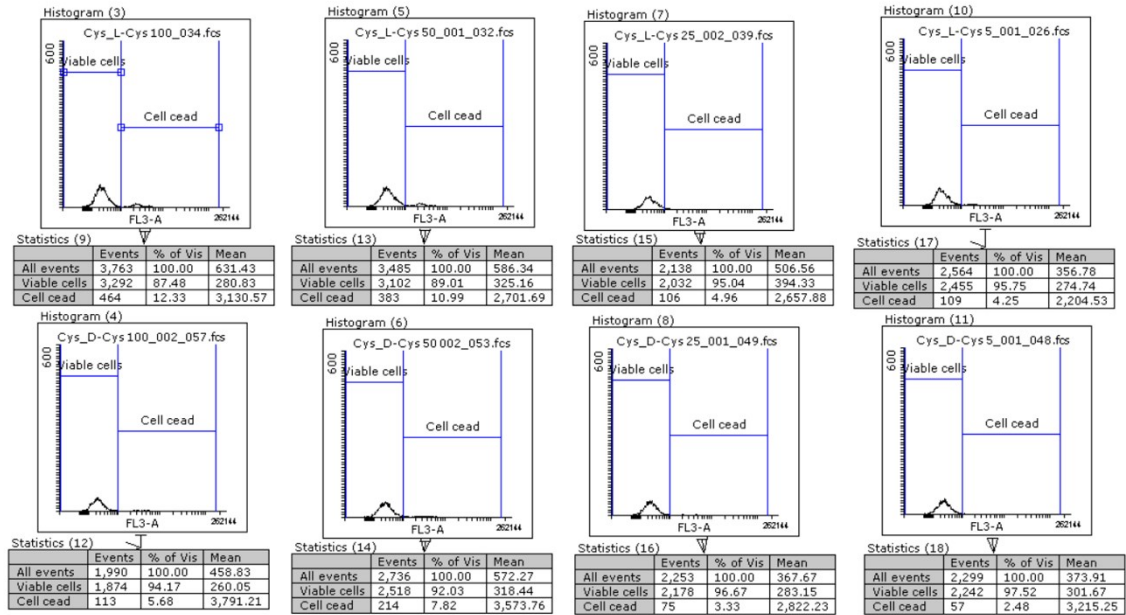 Histogram (3)
Cys_L-Cys 100_034.fcs
600
Viable cells
Cell cead
262144
FL3-A
Statistics (9)
Events % of Vis Mean
All events 3,763 100.00 631.43
Viable cells 3,292 87.48 280.83
Cell cead 464 12.33 3,130.57
Histogram (5)
Cys_L-Cys 50_001_032.fcs
600
Viable cells
Cell cead
262144
FL3-A
Statistics (13)
Events % of Vis Mean
All events 3,485 100.00 586.34
Viable cells 3,102 89.01 325.16
Cell cead 383 10.99 2,701.69
Histogram (7)
Cys_L-Cys 25_002_039.fcs
600
Viable cells
Cell cead
262144
FL3-A
Statistics (15)
Events % of Vis Mean
All events 2,138 100.00 506.56
Viable cells 2,032 95.04 394.33
Cell cead 106 4.96 2,657.88
Histogram (10)
Cys_L-Cys 5_001_026.fcs
600
Viable cells
Cell cead
262144
FL3-A
Statistics (17)
Events % of Vis Mean
All events 2,564 100.00 356.78
Viable cells 2,455 95.75 274.74
Cell cead 109 4.25 2,204.53
Histogram (4)
Cys_D-Cys 100_002_057.fcs
600
Viable cells
Cell cead
262144
FL3-A
Statistics (12)
Events % of Vis Mean
All events 1,990 100.00 458.83
Viable cells 1,874 94.17 260.05
Cell cead 113 5.68 3,791.21
Histogram (6)
Cys_D-Cys 50 002_053.fcs
600
Viable cells
Cell cead
262144
FL3-A
Statistics (14)
Events % of Vis Mean
All events 2,736 100.00 572.27
Viable cells 2,518 92.03 318.44
Cell cead 214 7.82 3,573.76
Histogram (8)
Cys_D-Cys 25_001_049.fcs
600
Viable cells
Cell cead
262144
FL3-A
Statistics (16)
Events % of Vis Mean
All events 2,253 100.00 367.67
Viable cells 2,178 96.67 283.15
Cell cead 75 3.33 2,822.23
Histogram (11)
Cys_D-Cys 5_001_048.fcs
600
Viable cells
Cell cead
262144
FL3-A
Statistics (18)
Events % of Vis Mean
All events 2,299 100.00 373.91
Viable cells 2,242 97.52 301.67
Cell cead 57 2.48 3,215.25